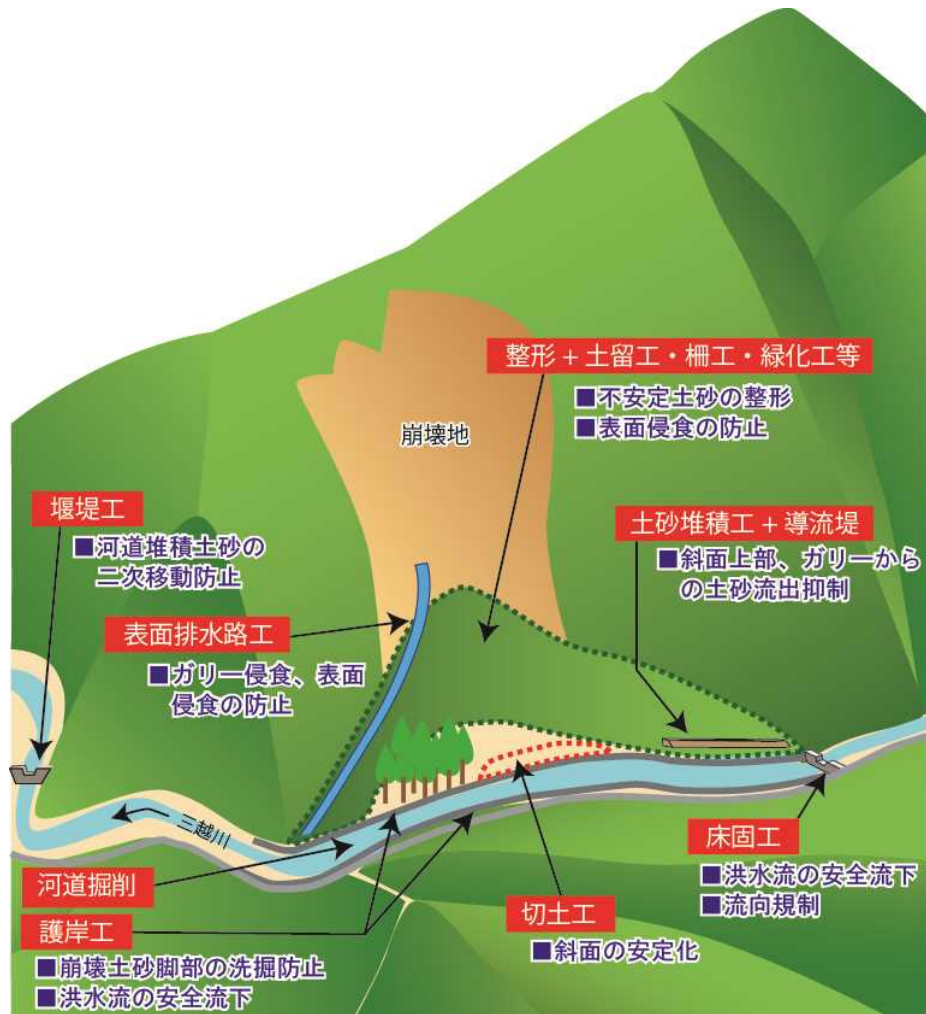 整形 + 土留工・柵工・緑化工等
■不安定土砂の整形
■表面侵食の防止
崩壊地
堰堤工
■河道堆積土砂の
二次移動防止
土砂堆積工 + 導流堤
■斜面上部、ガリーから
の土砂流出抑制
表面排水路工
■ガリー侵食、表面
侵食の防止
三越川
床固工
■洪水流の安全流下
■流向規制
河道掘削
護岸工
■崩壊土砂脚部の洗掘防止
■洪水流の安全流下
切土工
■斜面の安定化